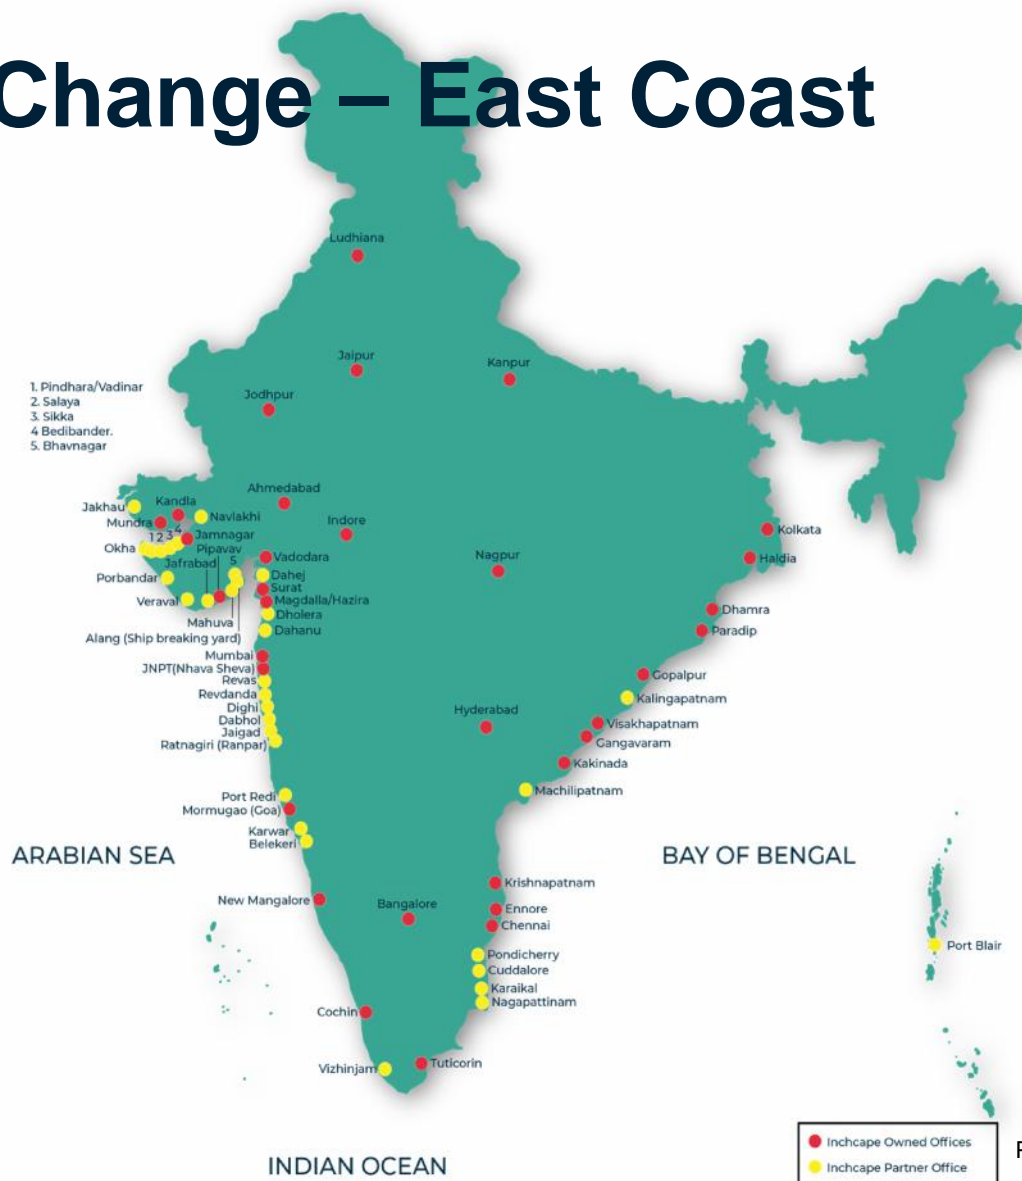 Change – East Coast
Ludhiana
Jaipur
Kanpur
Jodhpur
1. Pindhara/Vadinar
2. Salaya
3. Sikka
4 Bedibander.
5. Bhavnagar
Ahmedabad
Jakhau
Kandla
Navlakhi
Mundra
Indore
1 2 3 4
Jamnagar
Kolkata
Okha
Pipavav
Vadodara
Nagpur
Haldia
Jafrabad
5
Porbandar
Dahej
Surat
Veraval
Magdalla/Hazira
Dhamra
Dholera
Mahuva
Dahanu
Paradip
Alang (Ship breaking yard)
Mumbai
JNPT(Nhava Sheva)
Gopalpur
Revas
Revdanda
Kalingapatnam
Dighi
Hyderabad
Dabhol
Visakhapatnam
Jaigad
Gangavaram
Ratnagiri (Ranpar)
Kakinada
Port Redi
Machilipatnam
Mormugao (Goa)
Karwar
Belekeri
ARABIAN SEA
BAY OF BENGAL
Krishnapatnam
New Mangalore
Bangalore
Ennore
Chennai
Port Blair
Pondicherry
Cuddalore
Karaikal
Nagapattinam
Cochin
Vizhinjam
Tuticorin
Inchcape Owned Offices
Inchcape Partner Office
INDIAN OCEAN